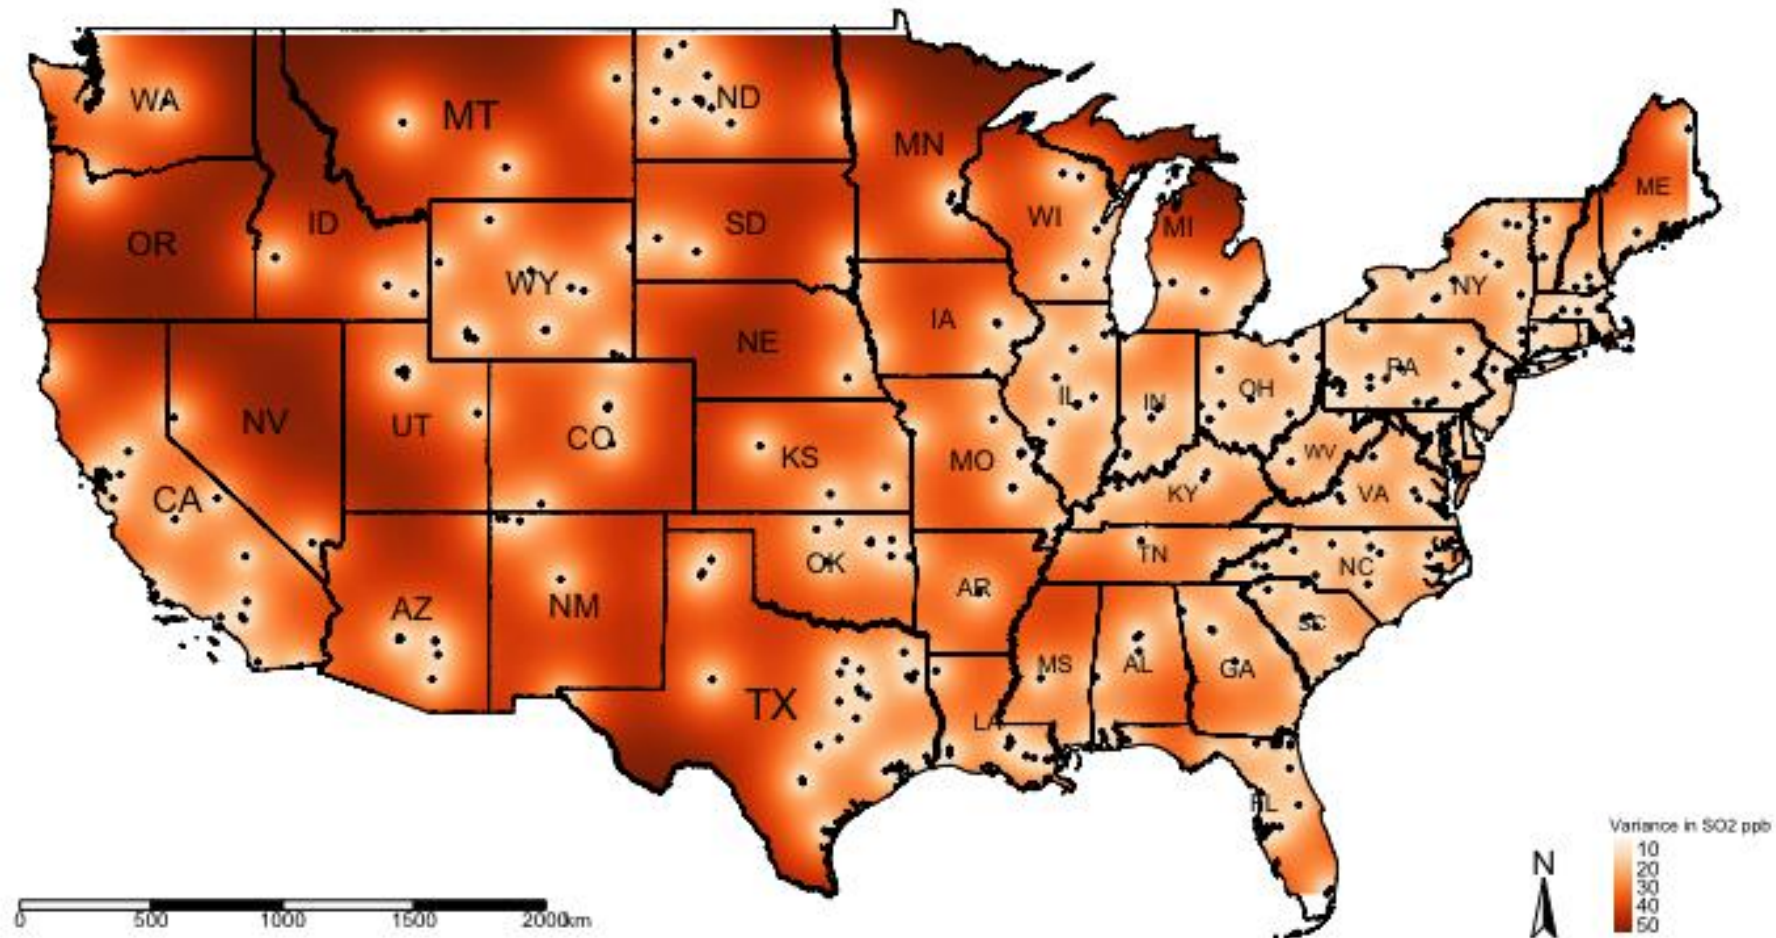 WA
MT
ND
MN
OR
ID
WY
SD
WI
MI
ME
NY
IA
NE
NV
UT
CO
KS
MO
IL
IN
OH
PA
WV
VA
KY
CA
AZ
NM
OK
AR
TN
NC
SC
TX
LA
MS
AL
GA
FL
Variance in SO2 ppb
10
20
30
40
50
N
0 500 1000 1500 2000km